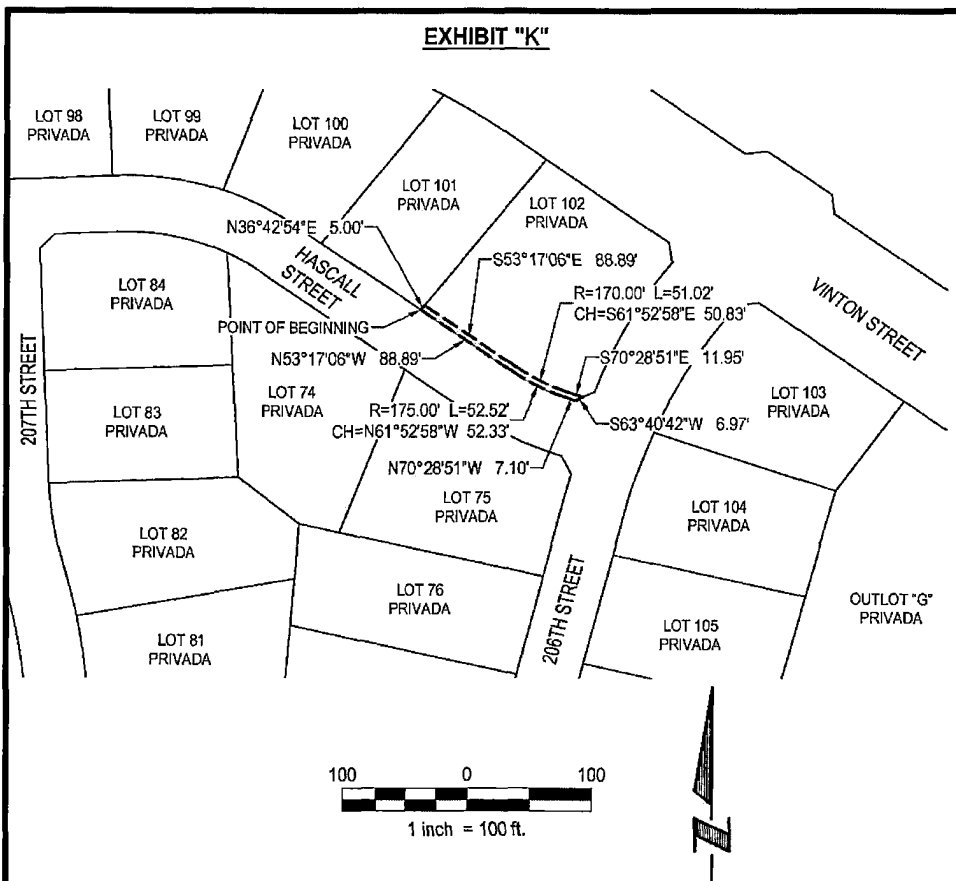 EXHIBIT "K"
LOT 98
PRIVADA
LOT 99
PRIVADA
LOT 100
PRIVADA
LOT 101
PRIVADA
LOT 102
PRIVADA
N36°42'54"E 5.00'
HASCALL
STREET
S53°17'06"E 88.89'
LOT 84
PRIVADA
R=170.00' L=51.02'
CH=S61°52'58"E 50.83'
VINTON STREET
POINT OF BEGINNING
N53°17'06"W 88.89'
S70°28'51"E 11.95'
207TH STREET
LOT 83
PRIVADA
LOT 74
PRIVADA
LOT 103
PRIVADA
R=175.00' L=52.52'
CH=N61°52'58"W 52.33'
S63°40'42"W 6.97'
N70°28'51"W 7.10'
LOT 75
PRIVADA
LOT 104
PRIVADA
LOT 82
PRIVADA
LOT 76
PRIVADA
206TH STREET
OUTLOT "G"
PRIVADA
LOT 81
PRIVADA
LOT 105
PRIVADA
100 0 100
1 inch = 100 ft.
N